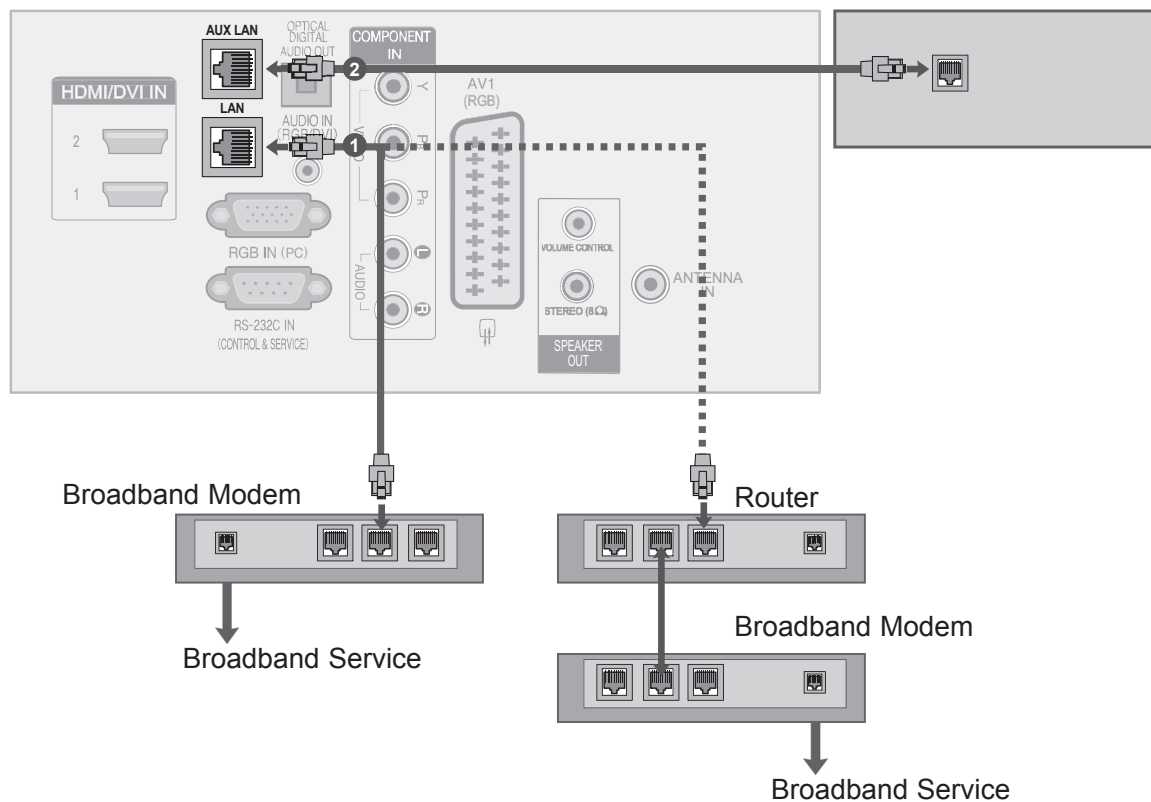 AUX LAN
OPTICAL
DIGITAL
AUDIO OUT
COMPONENT
IN
2
HDMI/DVI IN
LAN
Y
AV1
(RGB)
AUDIO IN
(RGB/DVI)
2
1
VIDEO
PB
1
PR
RGB IN (PC)
L
AUDIO
VOLUME CONTROL
ANTENNA
IN
R
STEREO (8Ω)
RS-232C IN
(CONTROL & SERVICE)
SPEAKER
OUT
Broadband Modem
Router
Broadband Service
Broadband Modem
Broadband Service